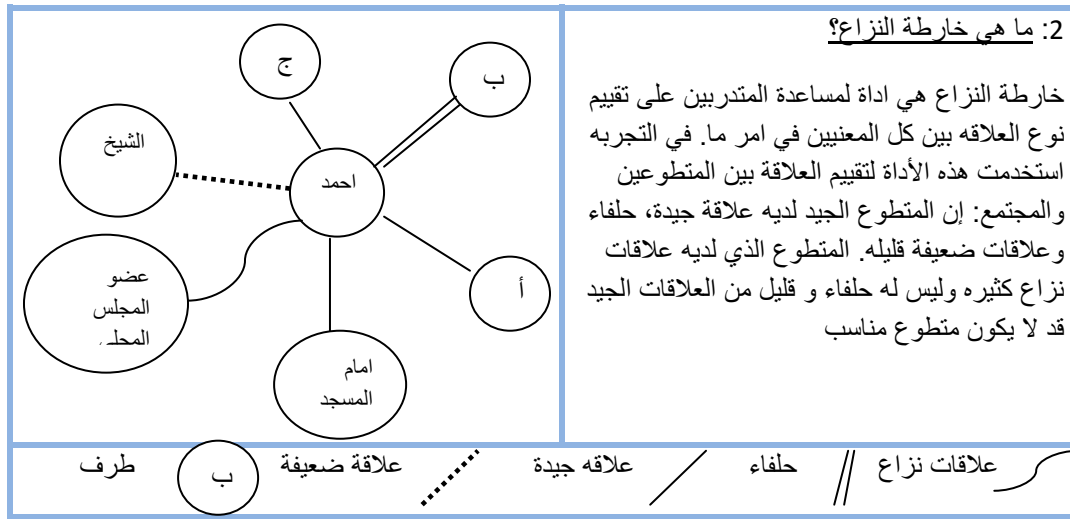 2: ما هي خارطة النزاع؟
خارطة النزاع هي اداة لمساعدة المتدربين على تقييم
نوع العلاقه بين كل المعنيين في امر ما. في التجربه
استخدمت هذه الأداة لتقييم العلاقة بين المتطوعين
والمجتمع: إن المتطوع الجيد لديه علاقة جيدة، حلفاء
وعلاقات ضعيفة قليله. المتطوع الذي لديه علاقات
نزاع كثيره وليس له حلفاء و قليل من العلاقات الجيد
قد لا يكون متطوع مناسب
ج
ب
الشيخ
احمد
أ
عضو
المجلس
المحلي
امام
المسجد
علاقات نزاع
حلفاء
علاقه جيدة
علاقة ضعيفة
ب
طرف